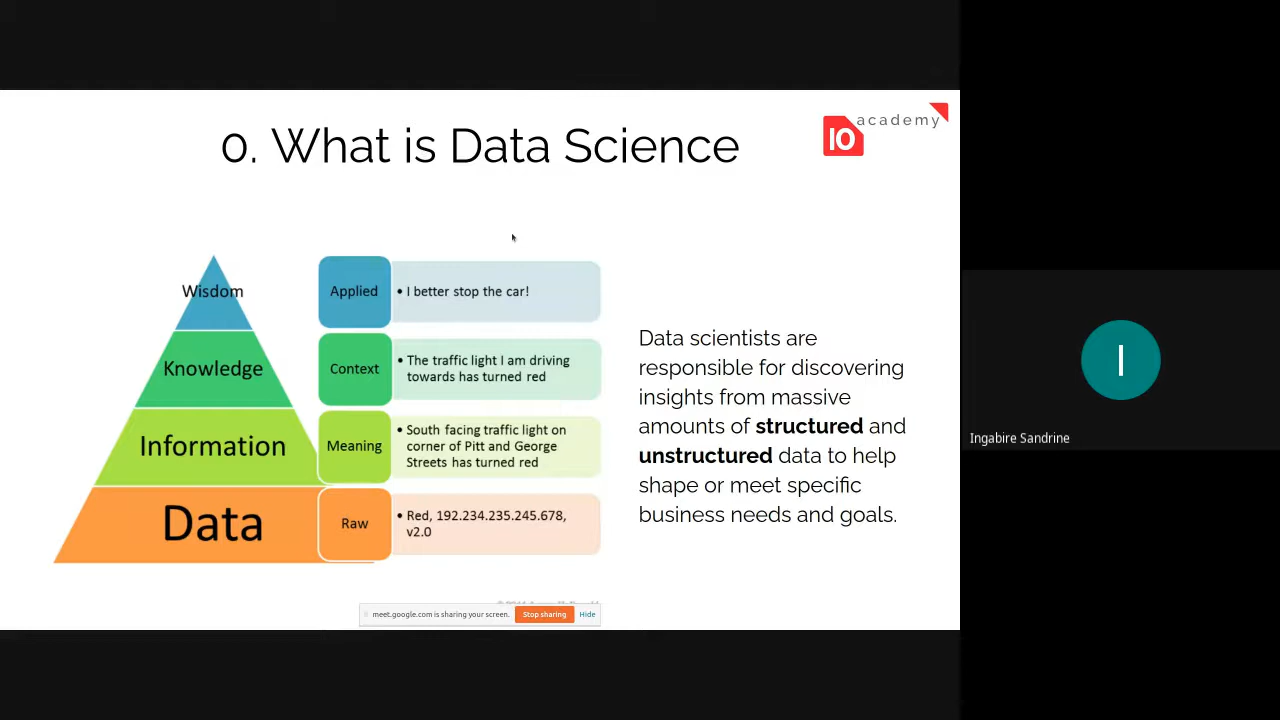 0. What is Data Science
10 academy
Wisdom
Applied
• I better stop the car!
Knowledge
Context
• The traffic light I am driving
towards has turned red
Information
Meaning
• South facing traffic light on
corner of Pitt and George
Streets has turned red
Data
Raw
• Red, 192.234.235.245.678,
v2.0
Data scientists are
responsible for discovering
insights from massive
amounts of structured and
unstructured data to help
shape or meet specific
business needs and goals.
meet.google.com is sharing your screen.
Stop sharing
Hide
I
Ingabire Sandrine